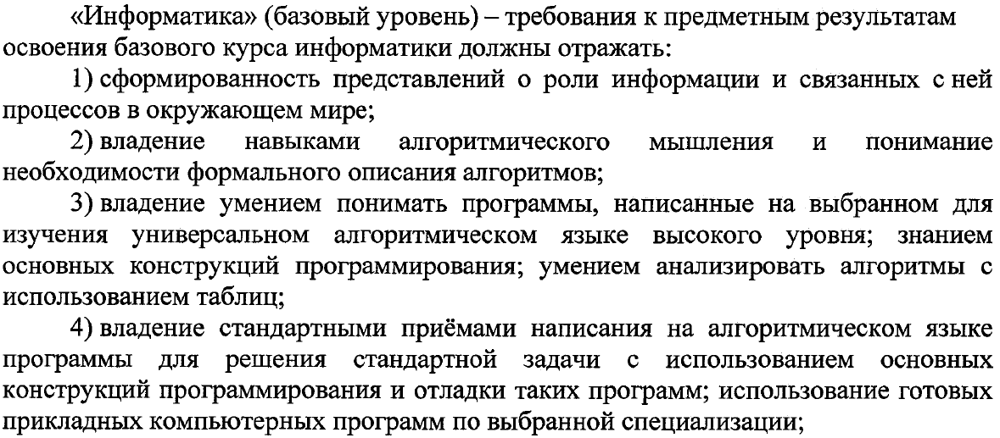 «Информатика» (базовый уровень) – требования к предметным результатам
освоения базового курса информатики должны отражать:
1) сформированность представлений о роли информации и связанных с ней
процессов в окружающем мире;
2) владение навыками алгоритмического мышления и понимание
необходимости формального описания алгоритмов;
3) владение умением понимать программы, написанные на выбранном для
изучения универсальном алгоритмическом языке высокого уровня; знанием
основных конструкций программирования; умением анализировать алгоритмы с
использованием таблиц;
4) владение стандартными приёмами написания на алгоритмическом языке
программы для решения стандартной задачи с использованием основных
конструкций программирования и отладки таких программ; использование готовых
прикладных компьютерных программ по выбранной специализации;